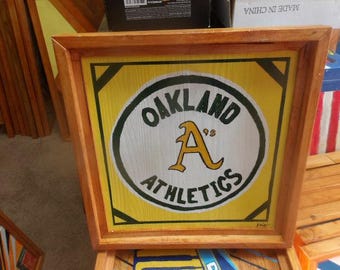 MADE IN CHINA
OAKLAND
A's
ATHLETICS